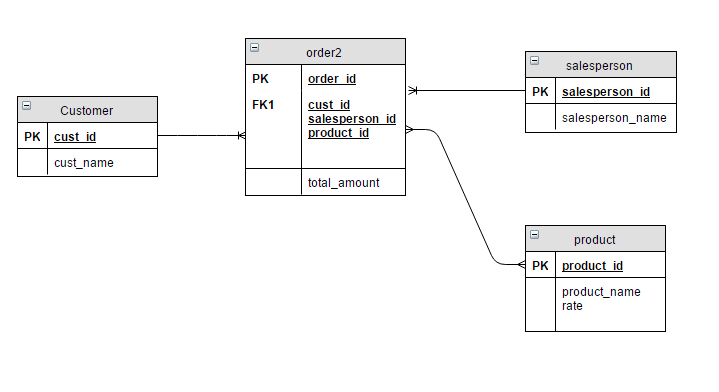 order2
PK order_id
FK1 cust_id
salesperson_id
product_id
total_amount
salesperson
PK salesperson_id
salesperson_name
Customer
PK cust_id
cust_name
product
PK product_id
product_name
rate